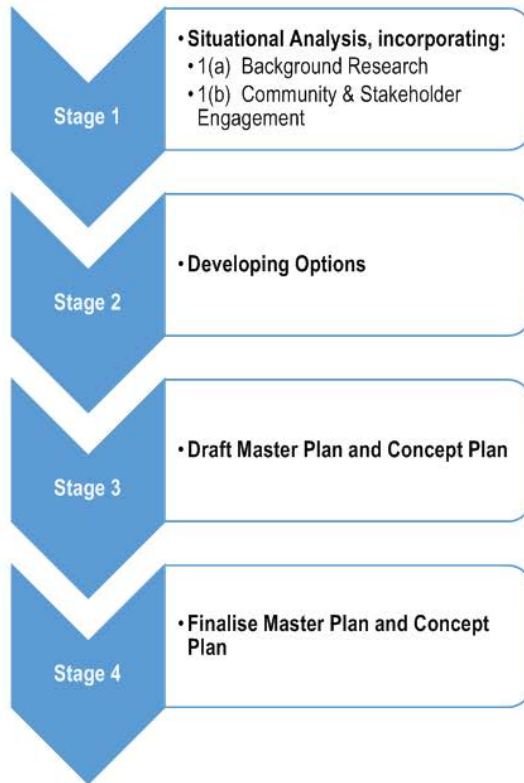 Stage 1
• Situational Analysis, incorporating:
• 1(a) Background Research
• 1(b) Community & Stakeholder
Engagement
Stage 2
• Developing Options
Stage 3
• Draft Master Plan and Concept Plan
Stage 4
• Finalise Master Plan and Concept
Plan